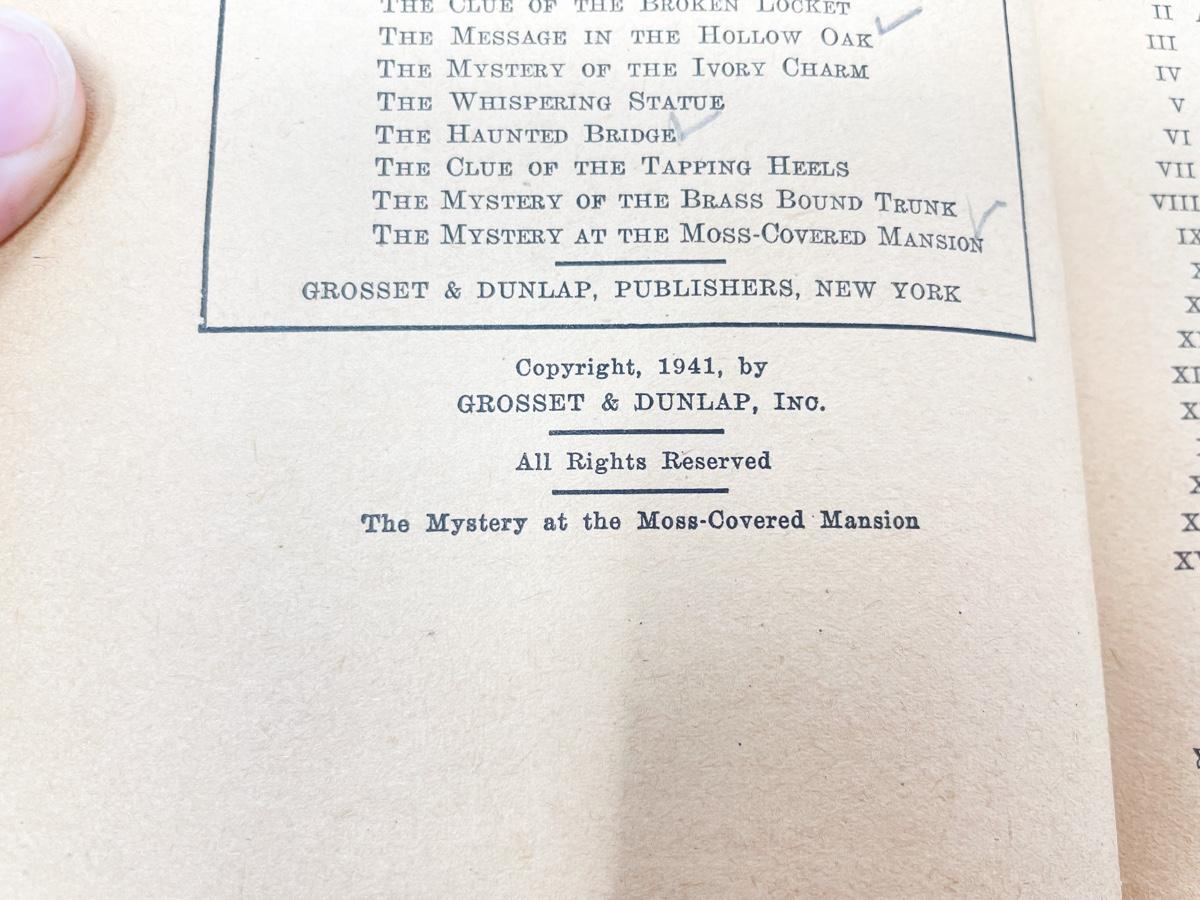 THE CLUE OF THE BROKEN LOCKET
THE MESSAGE IN THE HOLLOW OAK
THE MYSTERY OF THE IVORY CHARM
THE WHISPERING STATUE
THE HAUNTED BRIDGE
THE CLUE OF THE TAPPING HEELS
THE MYSTERY OF THE BRASS BOUND TRUNK
THE MYSTERY AT THE MOSS-COVERED MANSION
GROSSET & DUNLAP, PUBLISHERS, NEW YORK
Copyright, 1941, by
GROSSET & DUNLAP, INC.
All Rights Reserved
The Mystery at the Moss-Covered Mansion
II
III
IV
V
VI
VII
VIII
IX